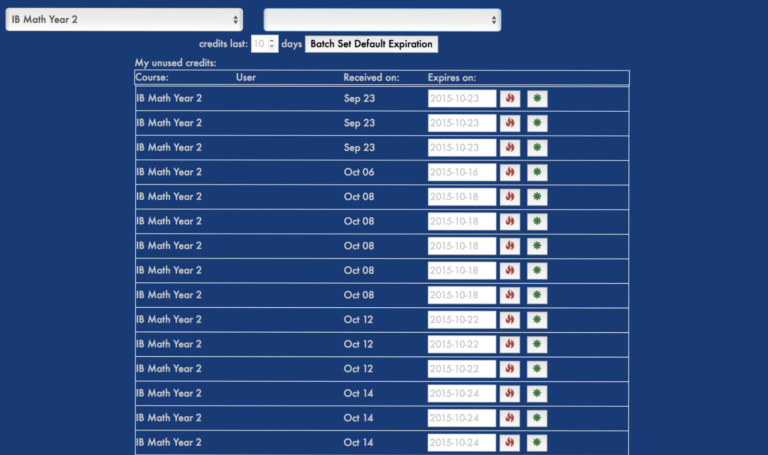 IB Math Year 2
credits last: 10 days Batch Set Default Expiration
My unused credits:
Course: User Received on: Expires on:
IB Math Year 2 Sep 23 2015-10-23
IB Math Year 2 Sep 23 2015-10-23
IB Math Year 2 Sep 23 2015-10-23
IB Math Year 2 Oct 06 2015-10-16
IB Math Year 2 Oct 08 2015-10-18
IB Math Year 2 Oct 08 2015-10-18
IB Math Year 2 Oct 08 2015-10-18
IB Math Year 2 Oct 08 2015-10-18
IB Math Year 2 Oct 08 2015-10-18
IB Math Year 2 Oct 12 2015-10-22
IB Math Year 2 Oct 12 2015-10-22
IB Math Year 2 Oct 12 2015-10-22
IB Math Year 2 Oct 14 2015-10-24
IB Math Year 2 Oct 14 2015-10-24
IB Math Year 2 Oct 14 2015-10-24